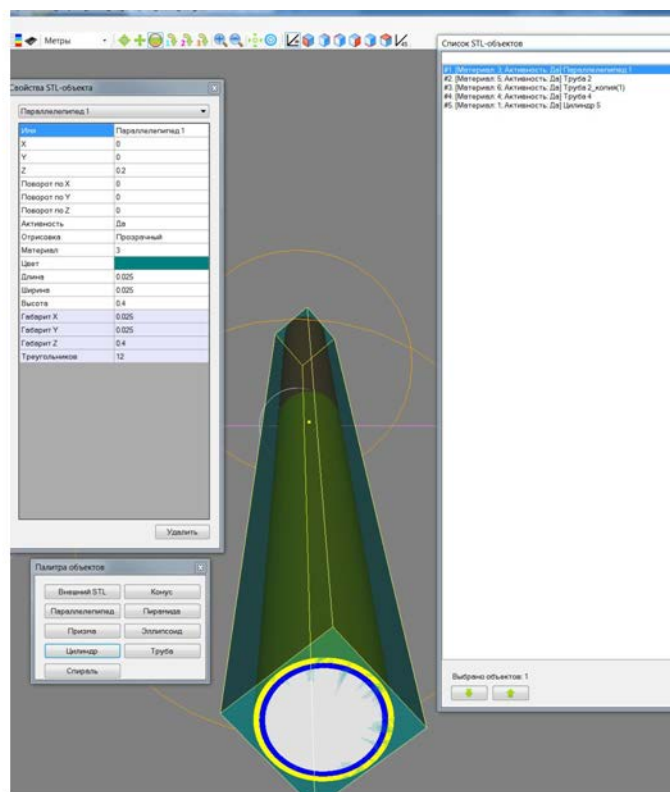 Метры
Список STL-объектов
Свойства STL-объекта
#1. [Материал: 3; Активность: Да] Параллелепипед 1
#2. [Материал: 5; Активность: Да] Труба 2
#3. [Материал: 6; Активность: Да] Труба 2_копия(1)
#4. [Материал: 4; Активность: Да] Труба 4
#5. [Материал: 1; Активность: Да] Цилиндр 5
Параллелепипед 1
Имя Параллелепипед 1
X 0
Y 0
Z 0.2
Поворот по X 0
Поворот по Y 0
Поворот по Z 0
Активность Да
Отрисовка Прозрачный
Материал 3
Цвет
Длина 0.025
Ширина 0.025
Высота 0.4
Габарит X 0.025
Габарит Y 0.025
Габарит Z 0.4
Треугольников 12
Удалить
Палитра объектов
Внешний STL Конус
Параллелепипед Пирамида
Призма Эллипсоид
Цилиндр Труба
Спираль
Выбрано объектов: 1